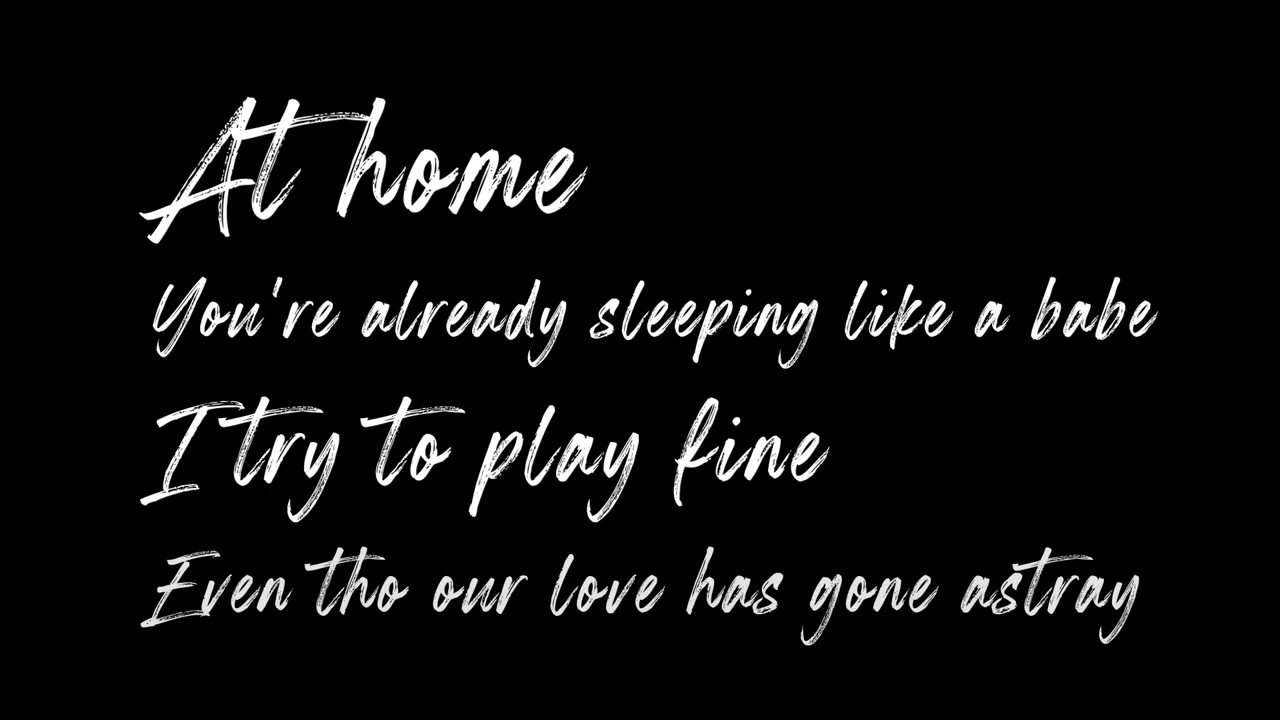 At home
You're already sleeping like a babe
I try to play fine
Even tho our love has gone astray